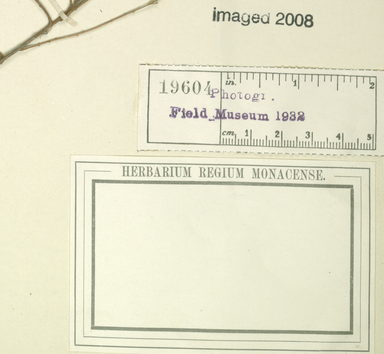 imaged 2008
19604 in. 1 2
Photogr.
Field Museum 1932
cm. 1 2 3 4 5
HERBARIUM REGIUM MONACENSE.